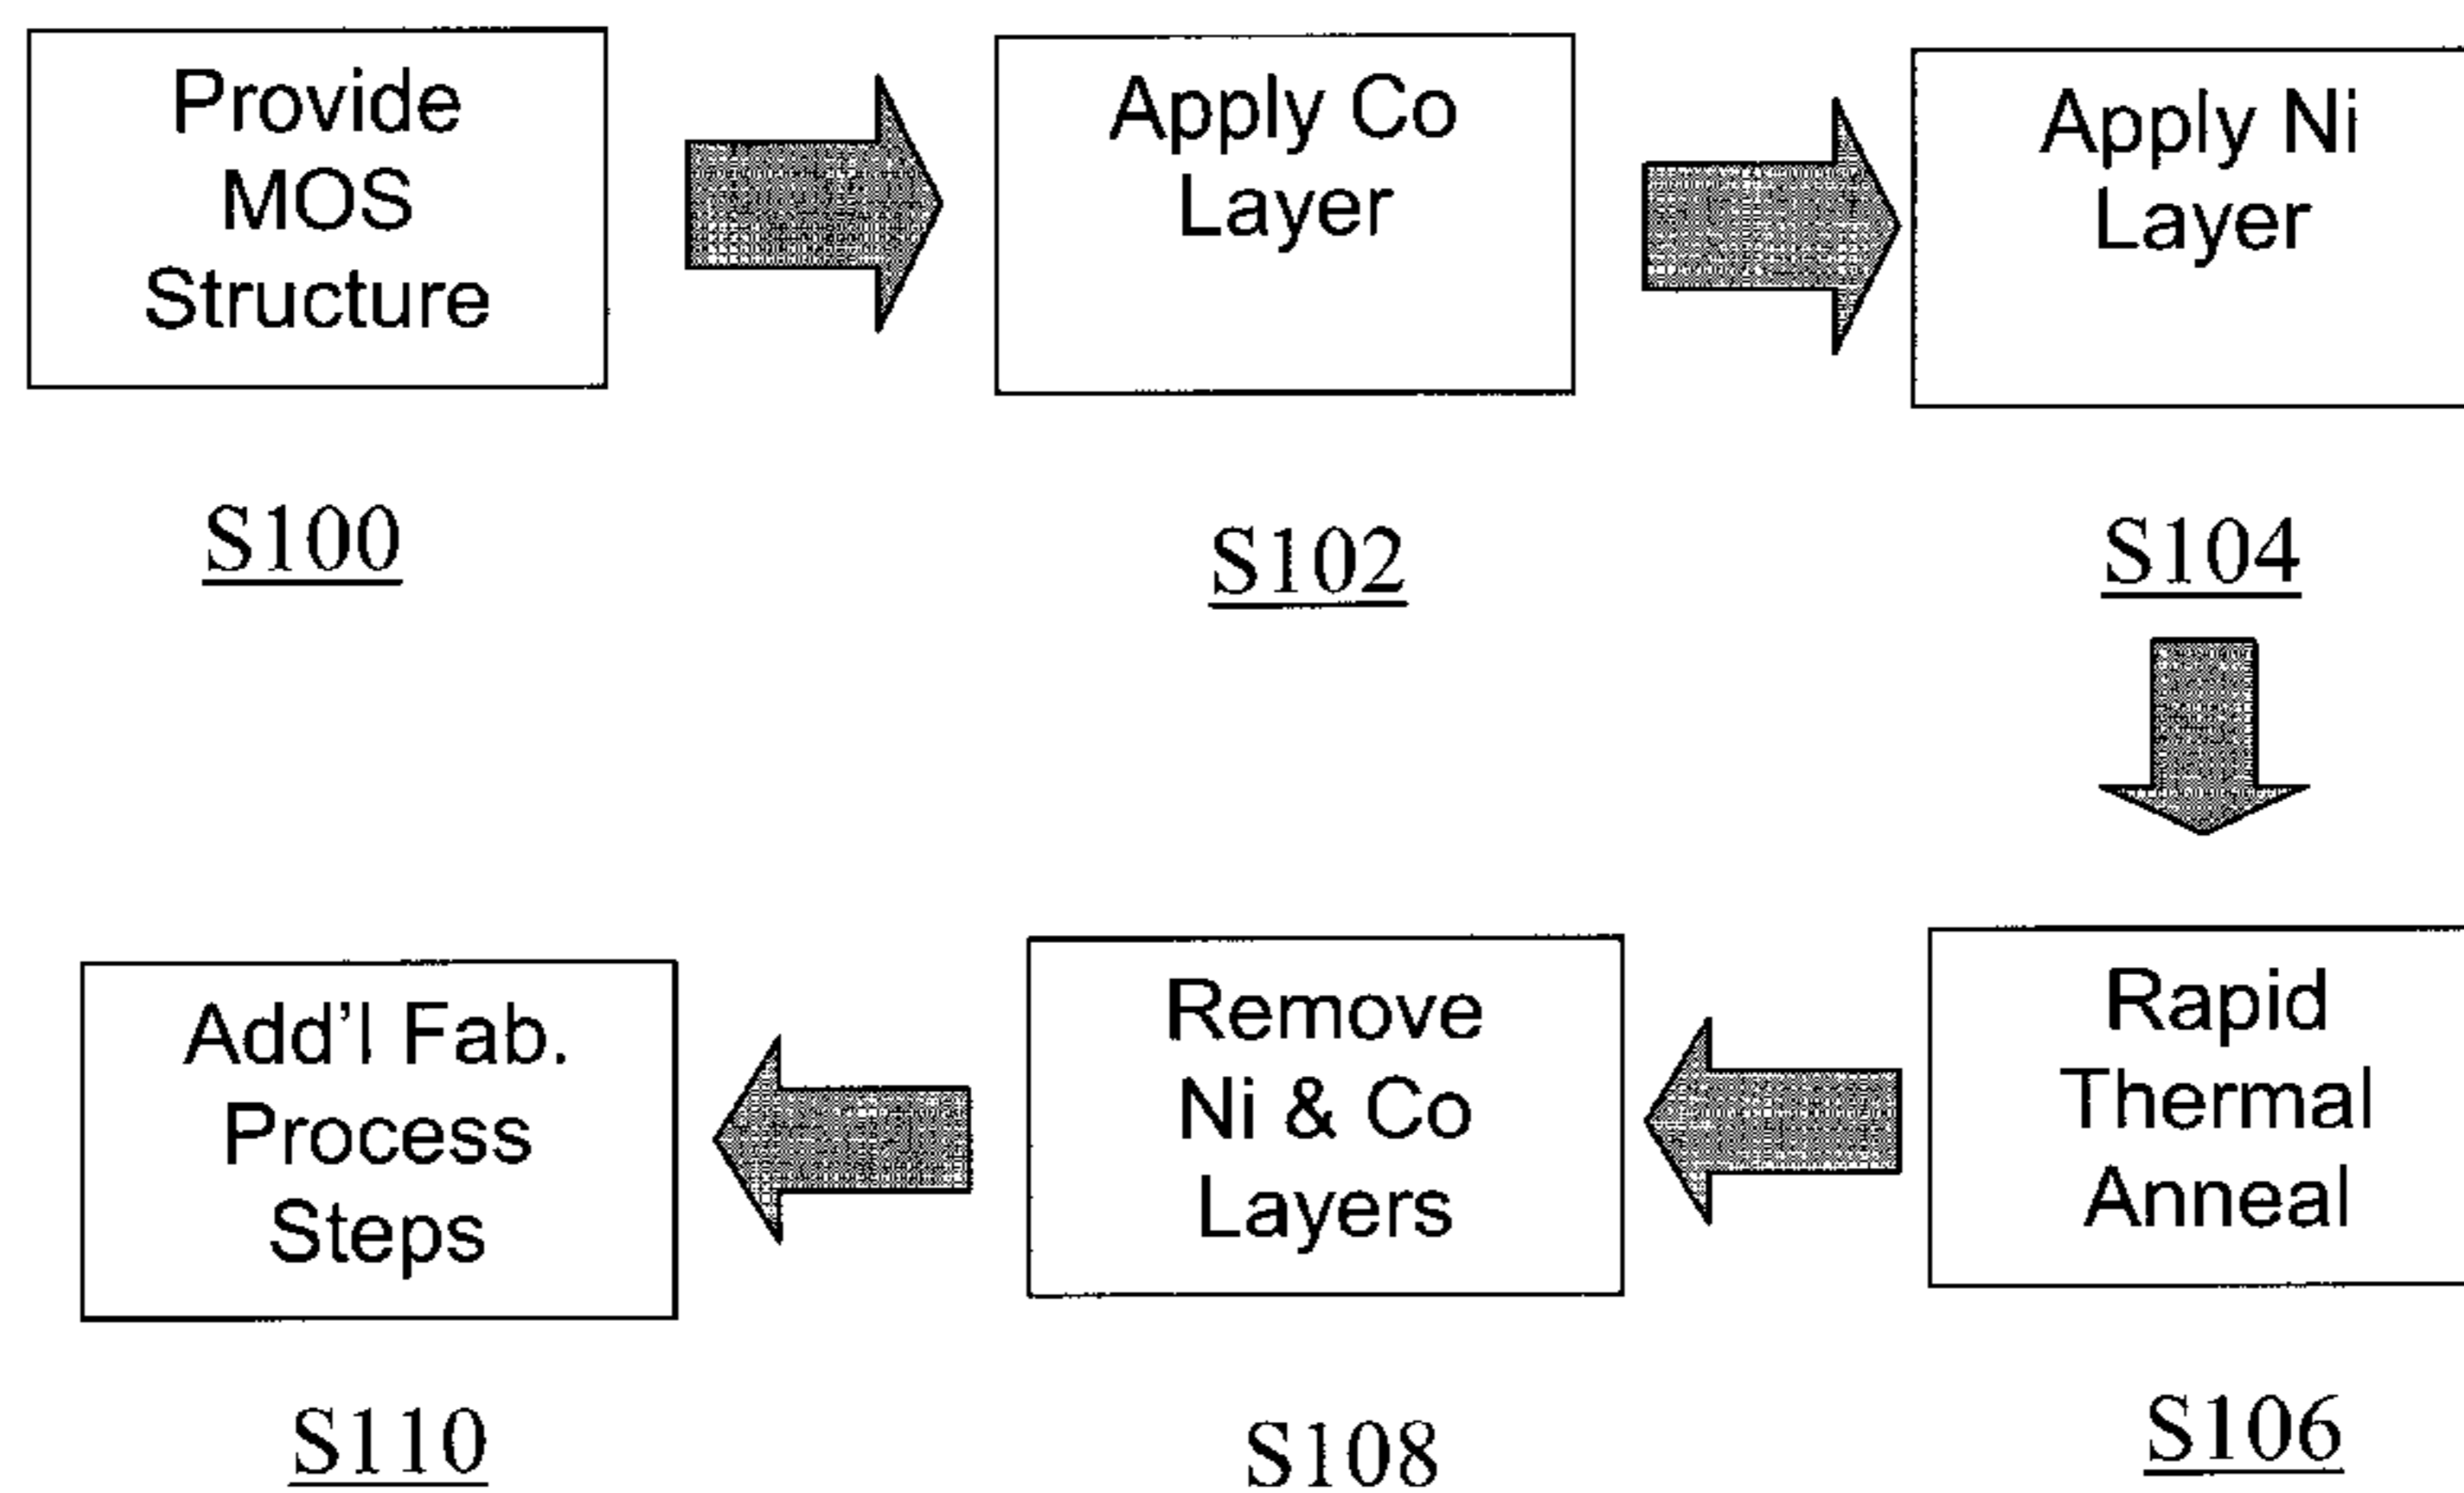 Provide
MOS
Structure
S100
Apply Co
Layer
S102
Apply Ni
Layer
S104
Rapid
Thermal
Anneal
S106
Remove
Ni & Co
Layers
S108
Add'l Fab.
Process
Steps
S110